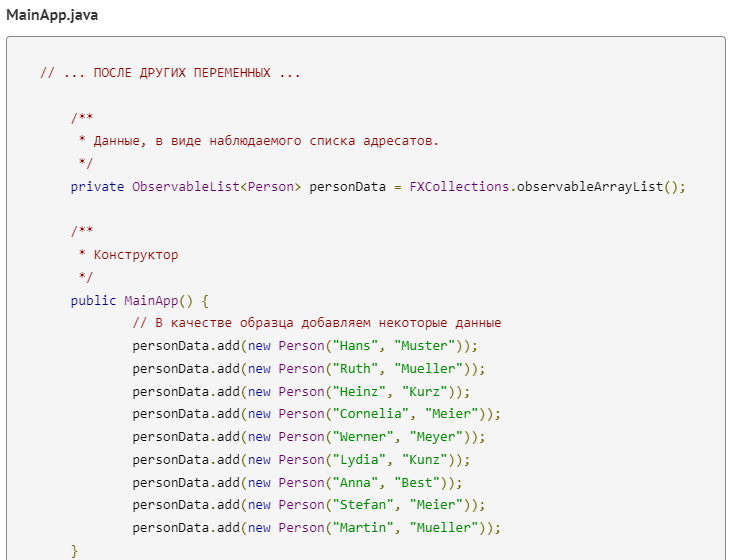 MainApp.java
// ... ПОСЛЕ ДРУГИХ ПЕРЕМЕННЫХ ...
/**
* Данные, в виде наблюдаемого списка адресатов.
*/
private ObservableList<Person> personData = FXCollections.observableArrayList();
/**
* Конструктор
*/
public MainApp() {
// В качестве образца добавляем некоторые данные
personData.add(new Person("Hans", "Muster"));
personData.add(new Person("Ruth", "Mueller"));
personData.add(new Person("Heinz", "Kurz"));
personData.add(new Person("Cornelia", "Meier"));
personData.add(new Person("Werner", "Meyer"));
personData.add(new Person("Lydia", "Kunz"));
personData.add(new Person("Anna", "Best"));
personData.add(new Person("Stefan", "Meier"));
personData.add(new Person("Martin", "Mueller"));
}